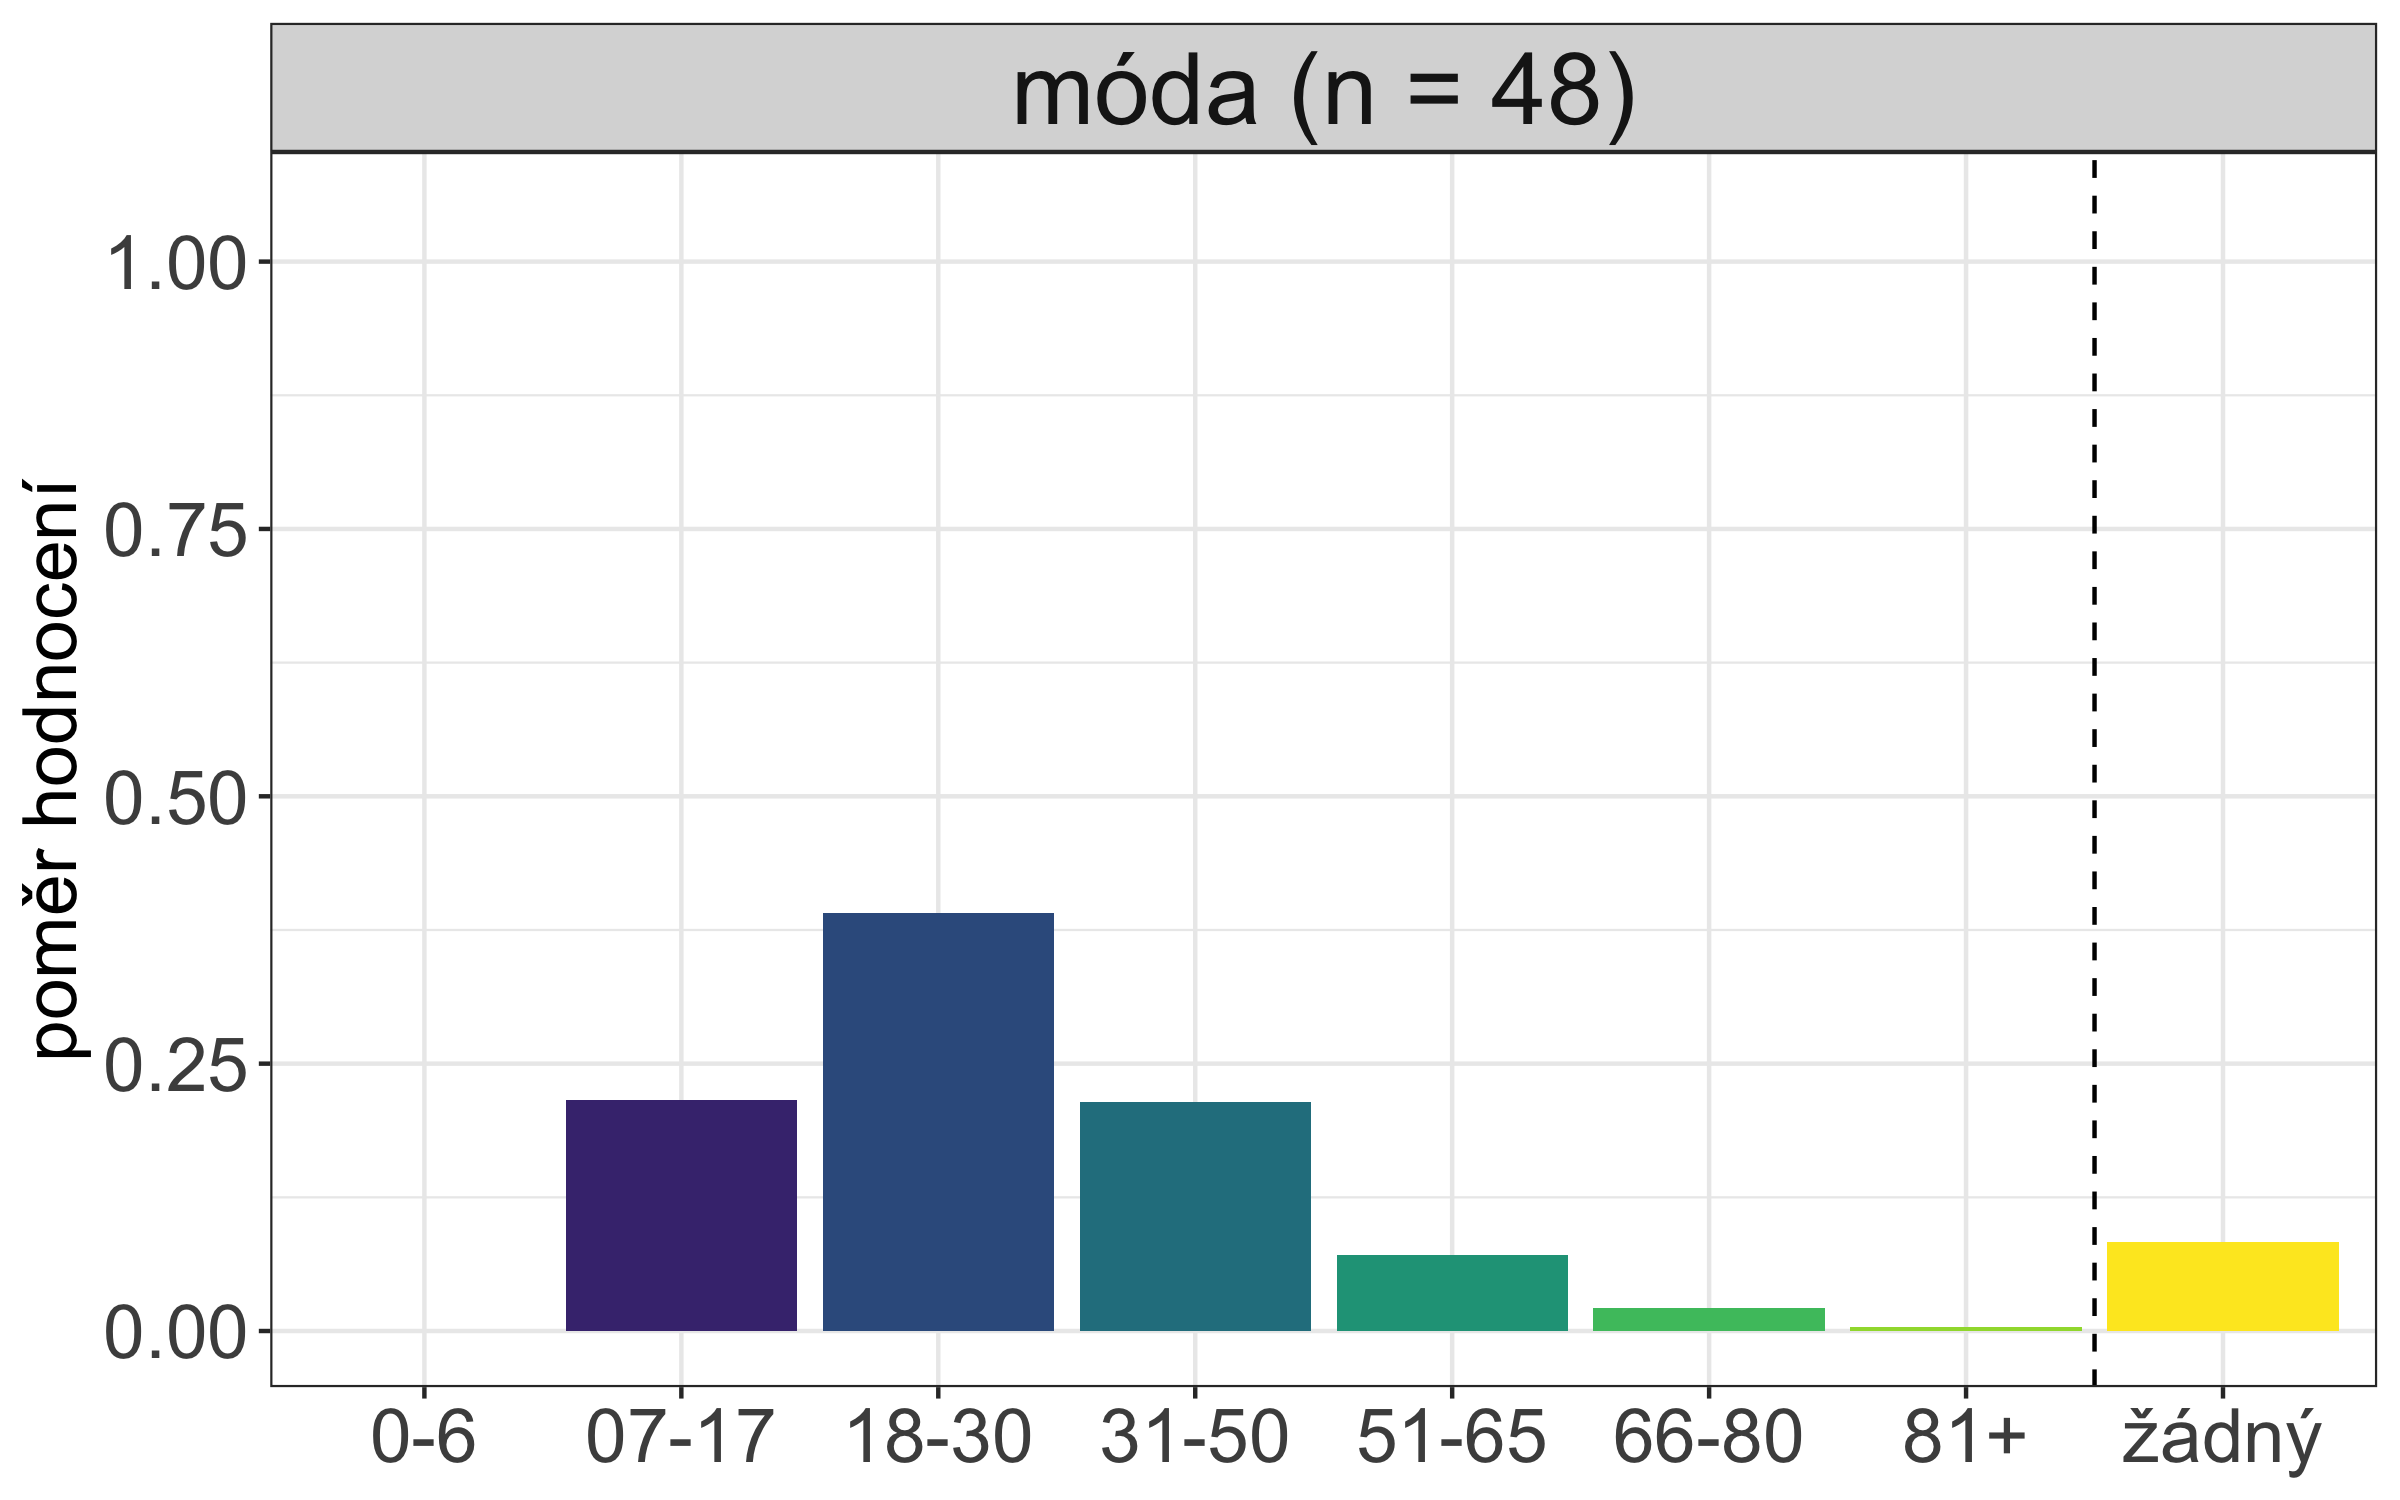 móda (n = 48)
poměr hodnocení
1.00
0.75
0.50
0.25
0.00
0-6 07-17 18-30 31-50 51-65 66-80 81+ žádný